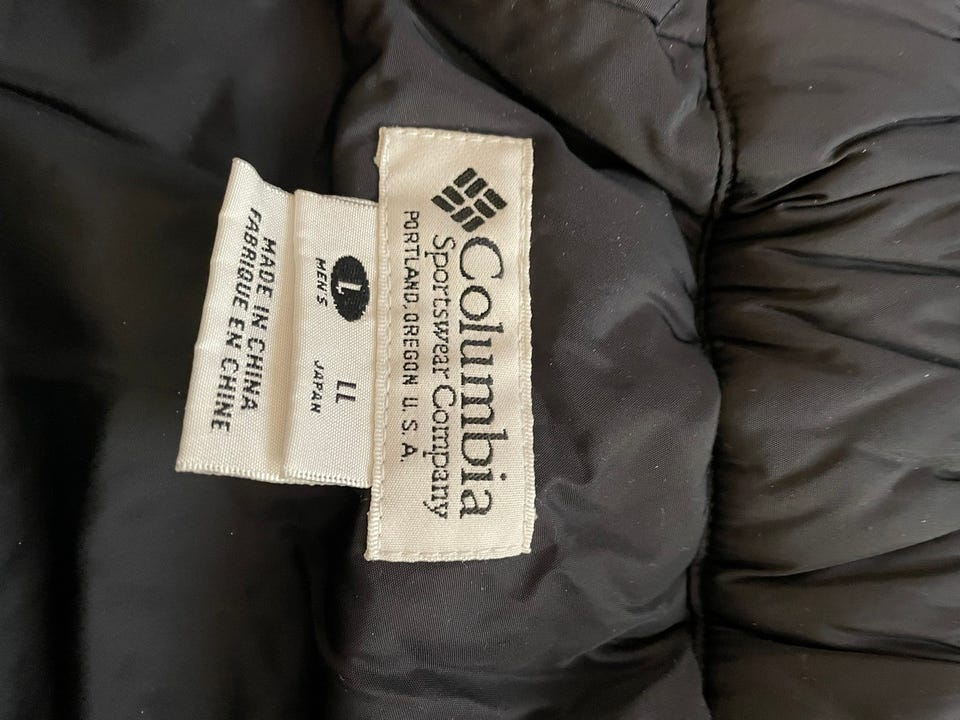 Columbia
Sportswear Company
PORTLAND, OREGON U.S.A.
L LL
MEN'S JAPAN
MADE IN CHINA
FABRIQUE EN CHINE